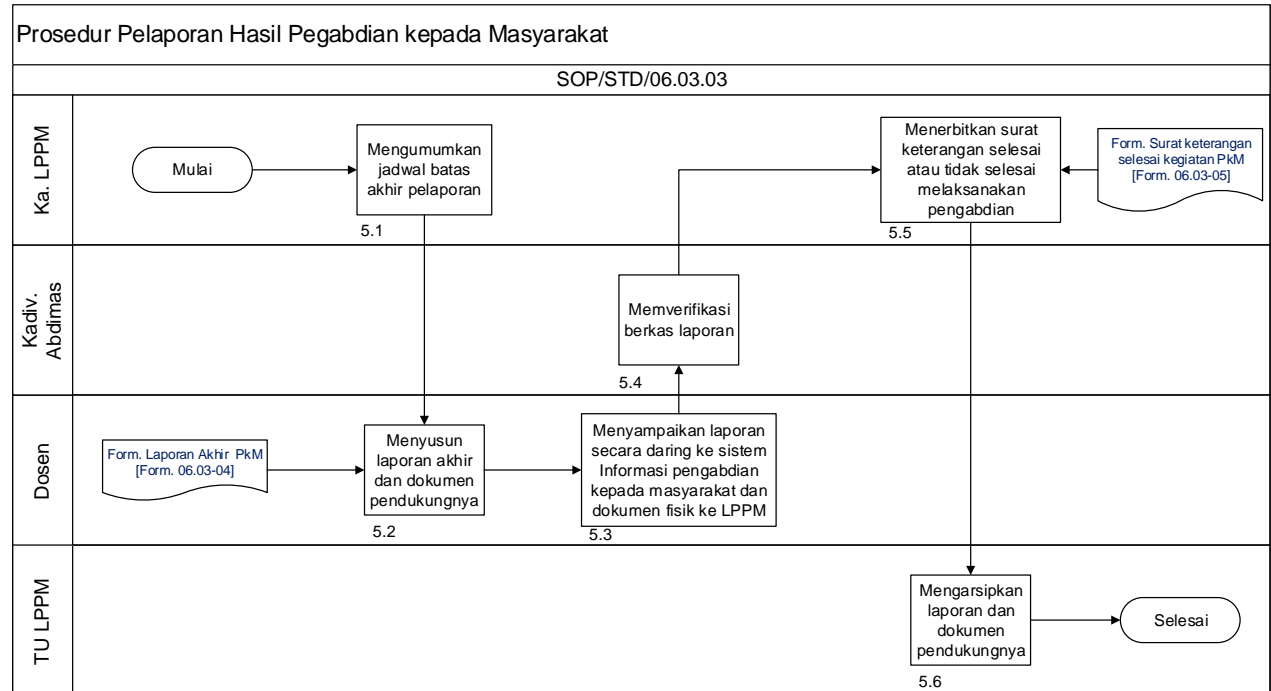 Prosedur Pelaporan Hasil Pegabdian kepada Masyarakat
SOP/STD/06.03.03
Ka. LPPM
Mulai
Mengumumkan
jadwal batas
akhir pelaporan
5.1
Menerbitkan surat
keterangan selesai
atau tidak selesai
melaksanakan
pengabdian
5.5
Form. Surat keterangan
selesai kegiatan PkM
[Form. 06.03-05]
Kadiv.
Abdimas
Memverifikasi
berkas laporan
5.4
Dosen
Form. Laporan Akhir PkM
[Form. 06.03-04]
Menyusun
laporan akhir
dan dokumen
pendukungnya
5.2
Menyampaikan laporan
secara daring ke sistem
Informasi pengabdian
kepada masyarakat dan
dokumen fisik ke LPPM
5.3
TU LPPM
Mengarsipkan
laporan dan
dokumen
pendukungnya
5.6
Selesai